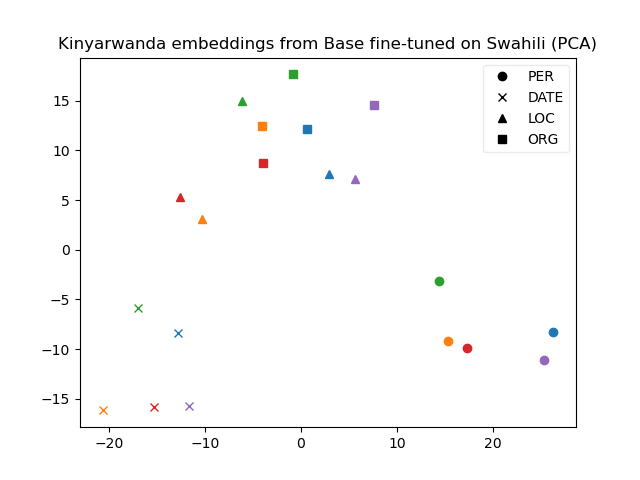 Kinyarwanda embeddings from Base fine-tuned on Swahili (PCA)
PER
DATE
LOC
ORG
15
10
5
0
−5
−10
−15
−20
−10
0
10
20